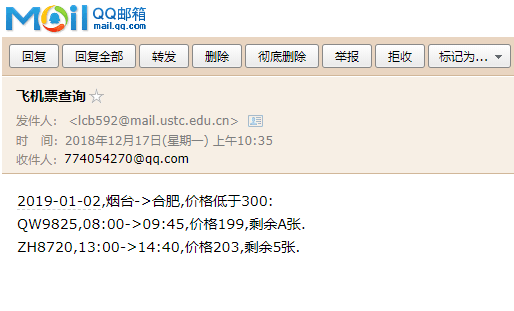 Mail QQ邮箱
mail.qq.com
回复 回复全部 转发 删除 彻底删除 举报 拒收 标记为...
飞机票查询☆
发件人： <lcb592@mail.ustc.edu.cn>
时　间：2018年12月17日(星期一) 上午10:35
收件人：774054270@qq.com
2019-01-02,烟台->合肥,价格低于300:
QW9825,08:00->09:45,价格199,剩余A张.
ZH8720,13:00->14:40,价格203,剩余5张.